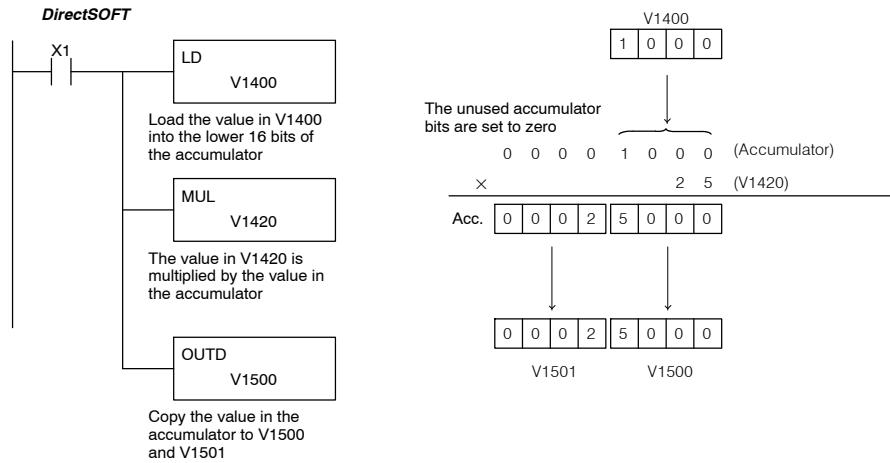 DirectSOFT
X1
LD
V1400
Load the value in V1400
into the lower 16 bits of
the accumulator
MUL
V1420
The value in V1420 is
multiplied by the value in
the accumulator
OUTD
V1500
Copy the value in the
accumulator to V1500
and V1501
V1400
1 0 0 0
The unused accumulator
bits are set to zero
0 0 0 0 1 0 0 0 (Accumulator)
× 2 5 (V1420)
Acc. 0 0 0 2 5 0 0 0
0 0 0 2 5 0 0 0
V1501 V1500